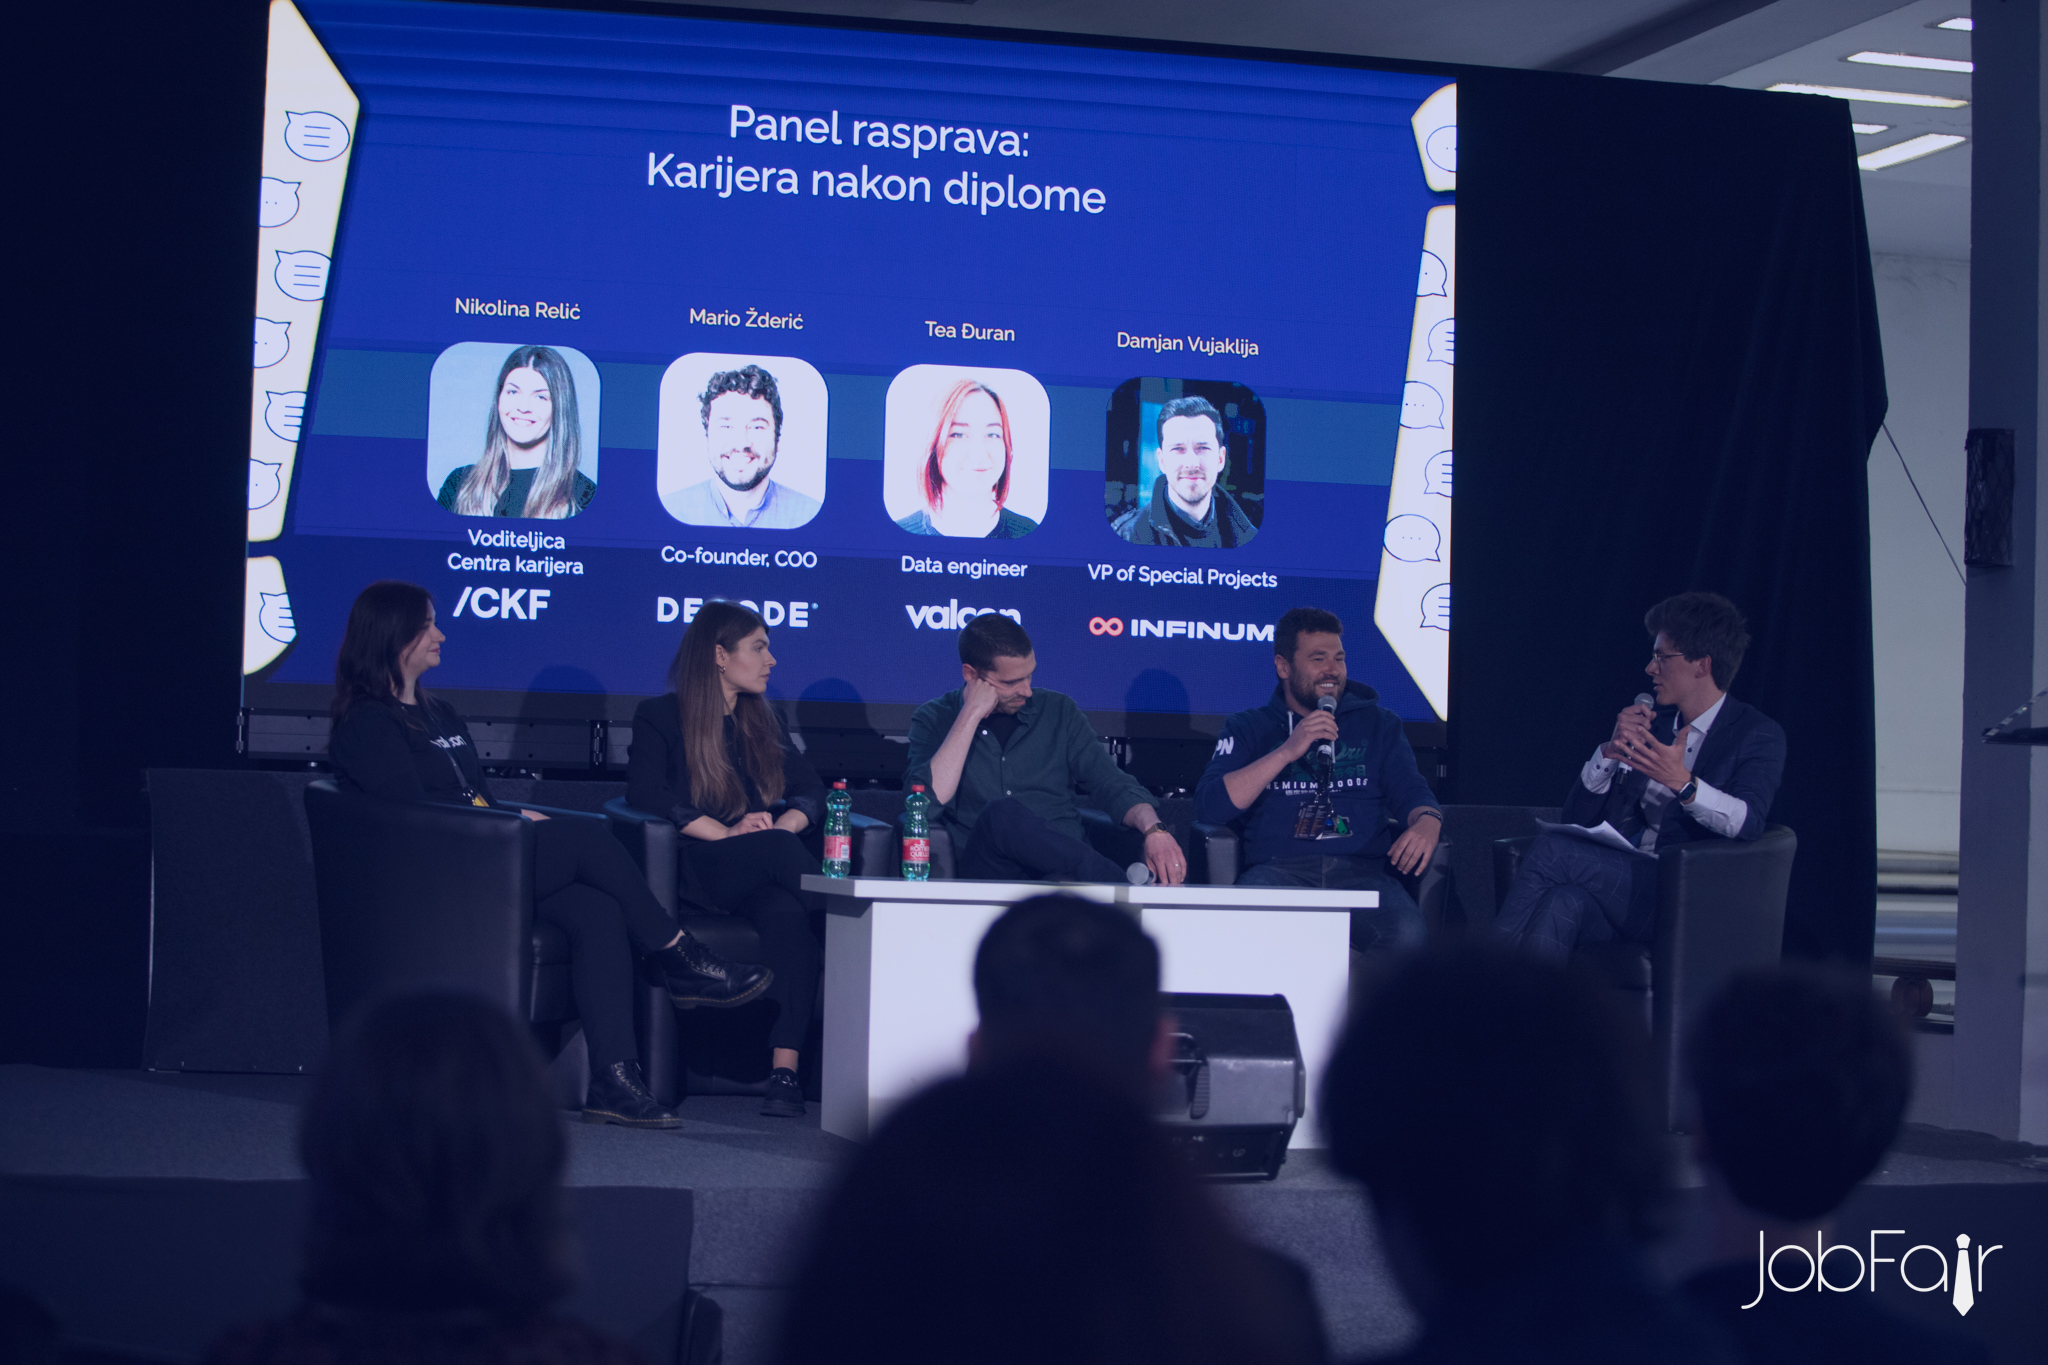 Panel rasprava:
Karijera nakon diplome
Nikolina Relić
Mario Žderić
Tea Đuran
Damjan Vujaklija
Voditeljica
Centra karijera
Co-founder, COO
Data engineer
VP of Special Projects
/CKF
INFINUM
JobFair